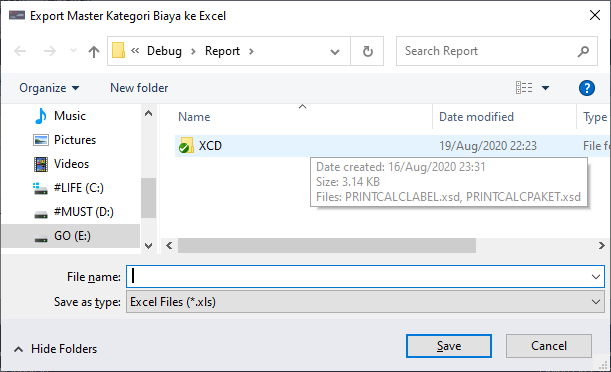 Export Master Kategori Biaya ke Excel
« Debug › Report ›
Search Report
Organize
New folder
Music
Pictures
Videos
#LIFE (C:)
#MUST (D:)
GO (E:)
Name
Date modified
Type
XCD
19/Aug/2020 22:23
File fo
Date created: 16/Aug/2020 23:31
Size: 3.14 KB
Files: PRINTCALCLABEL.xsd, PRINTCALCPAKET.xsd
File name:
Save as type:
Excel Files (*.xls)
Hide Folders
Save
Cancel